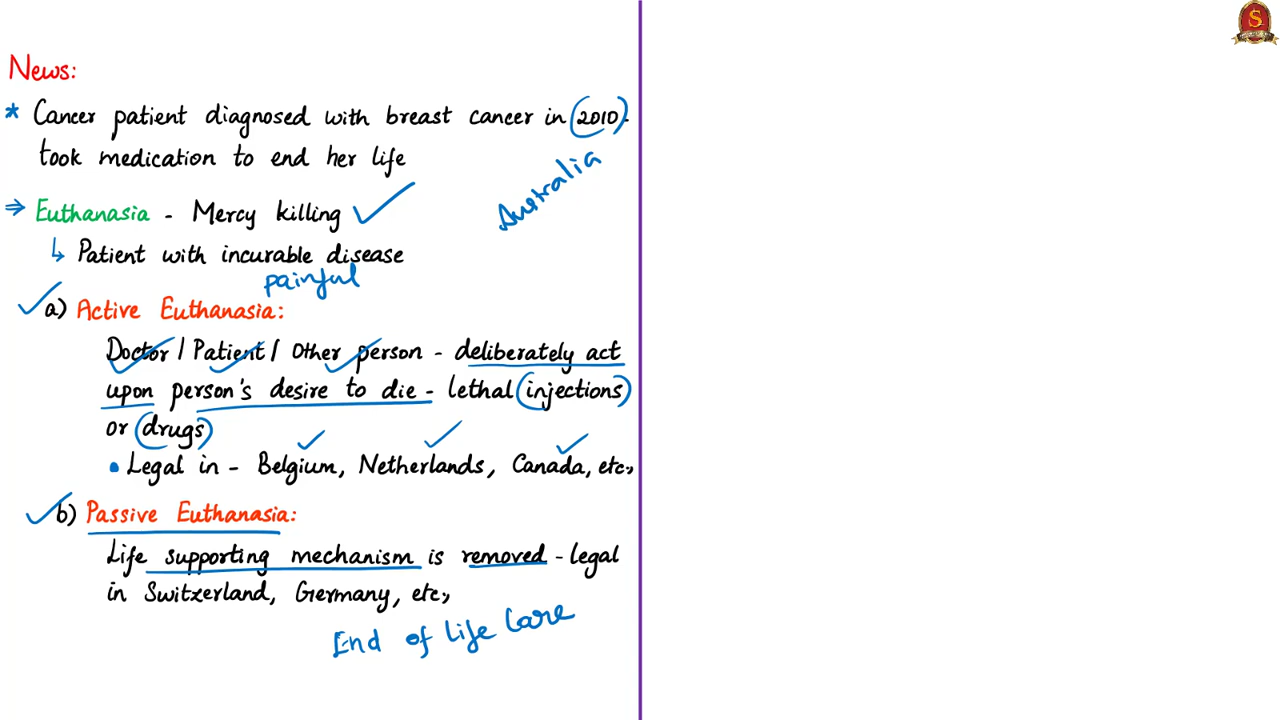 News:
* Cancer patient diagnosed with breast cancer in (2010).
took medication to end her life
Australia
⇒ Euthanasia - Mercy killing ✓
↳ Patient with incurable disease
painful
a) Active Euthanasia:
Doctor / Patient / Other person - deliberately act
upon person's desire to die - lethal (injections)
or (drugs)
• Legal in - Belgium, Netherlands, Canada, etc,
b) Passive Euthanasia:
Life supporting mechanism is removed - legal
in Switzerland, Germany, etc,
End of life Care